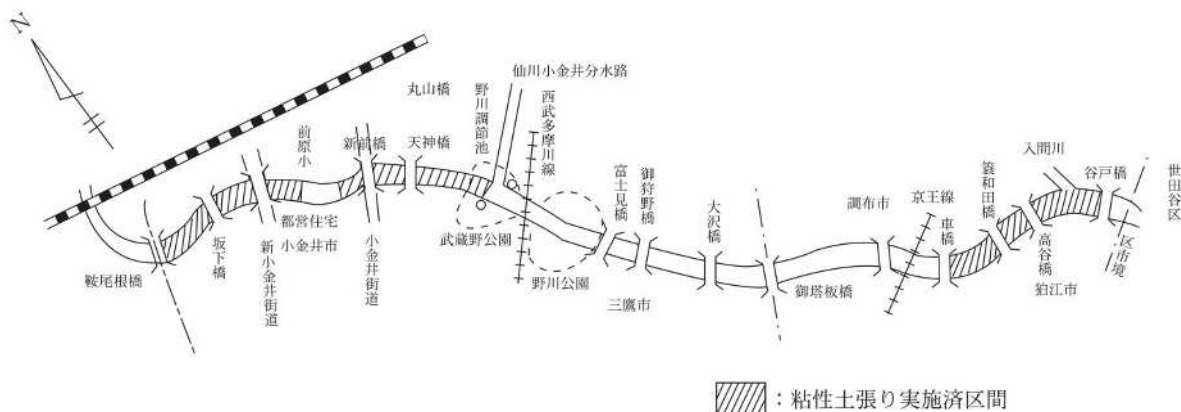 N
仙川小金井分水路
丸山橋
野川調節池
西武多摩川線
前原小
新前橋
天神橋
入間川
谷戸橋
世田谷区
富士見橋
御狩野橋
大沢橋
調布市
京王線
車橋
簑和田橋
都営住宅
小金井市
武蔵野公園
坂下橋
新小金井街道
小金井街道
鞍尾根橋
野川公園
三鷹市
御塔板橋
高谷橋
狛江市
区市境
:粘性土張り実施済区間